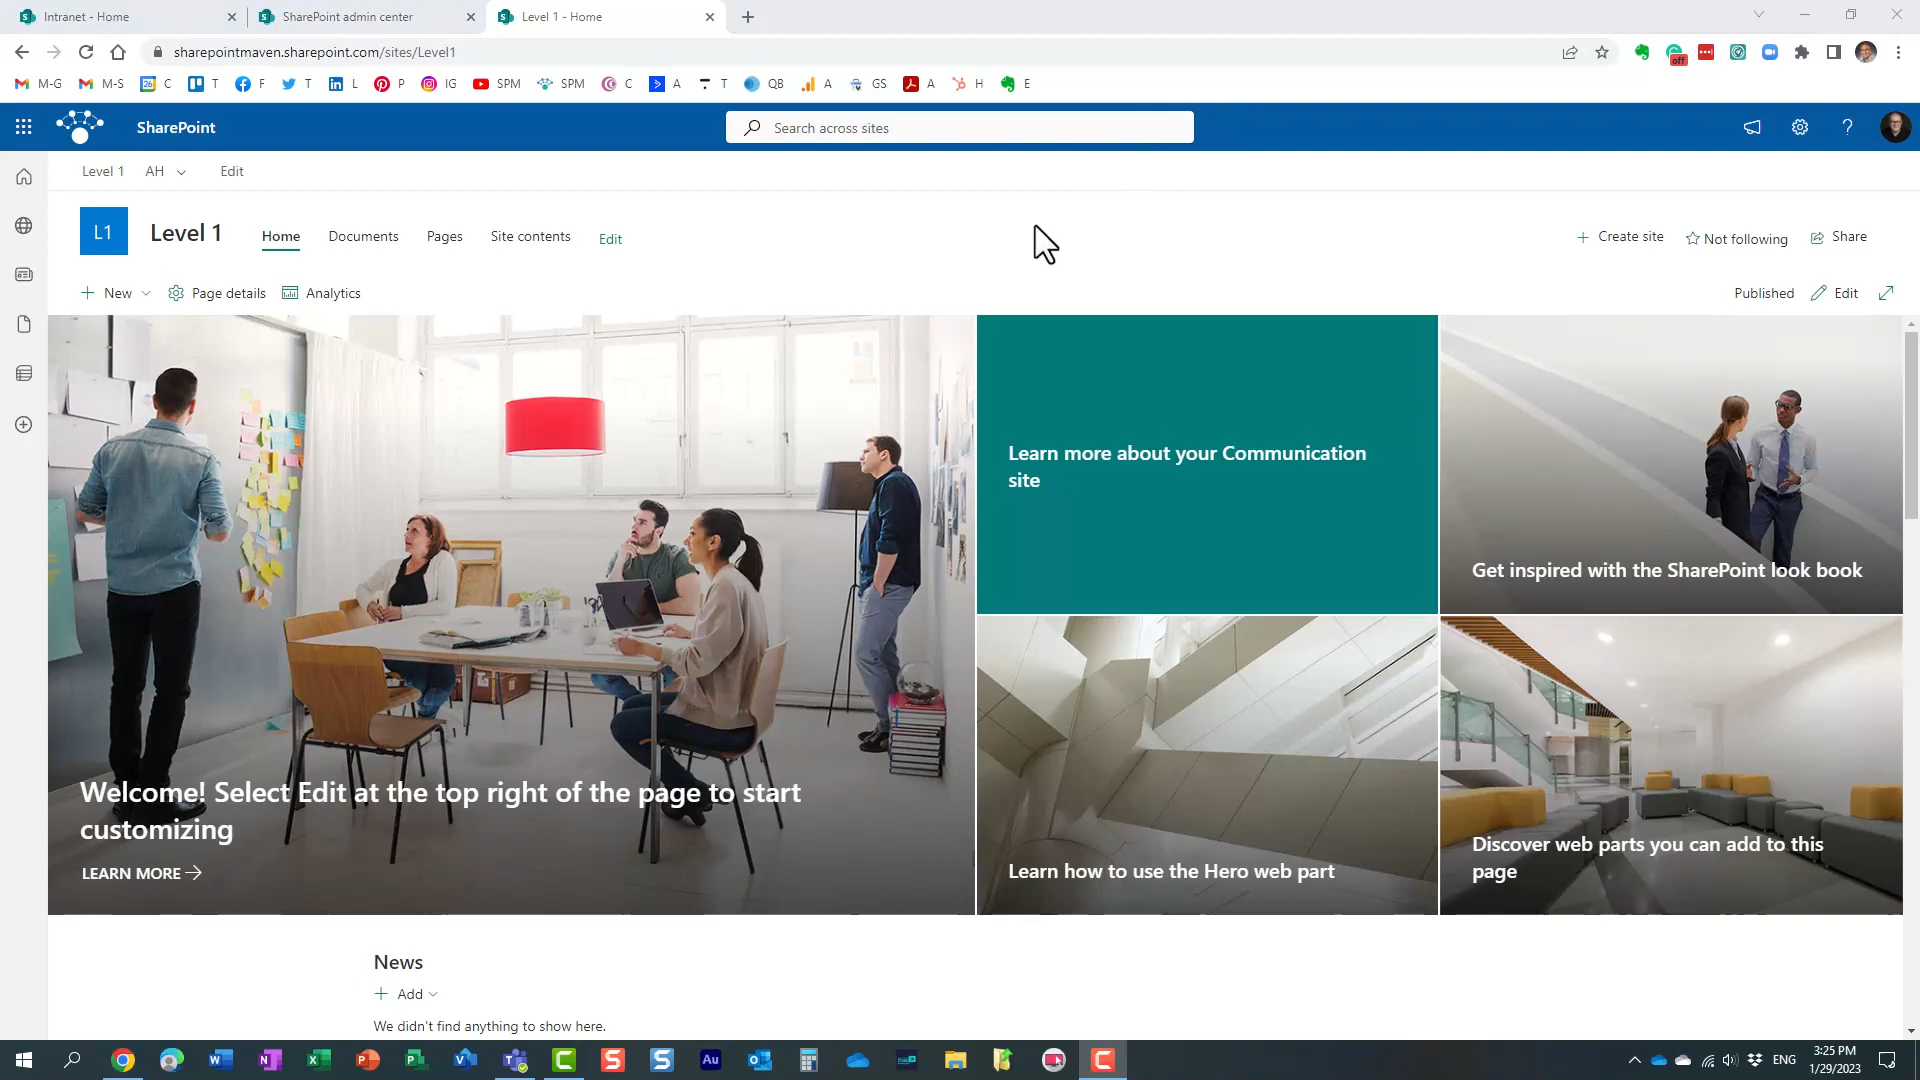 Intranet - Home
SharePoint admin center
Level 1 - Home
sharepointmaven.sharepoint.com/sites/Level1
off
M-G
M-S
26
C
T
F
T
L
P
IG
SPM
SPM
C
A
T
QB
A
GS
A
H
E
SharePoint
Search across sites
Level 1
AH
Edit
L1
Level 1
Home
Documents
Pages
Site contents
Edit
Create site
Not following
Share
New
Page details
Analytics
Published
Edit
Learn more about your Communication
site
Get inspired with the SharePoint look book
Welcome! Select Edit at the top right of the page to start
customizing
LEARN MORE
Learn how to use the Hero web part
Discover web parts you can add to this
page
News
Add
We didn't find anything to show here.
ENG
3:25 PM
1/29/2023